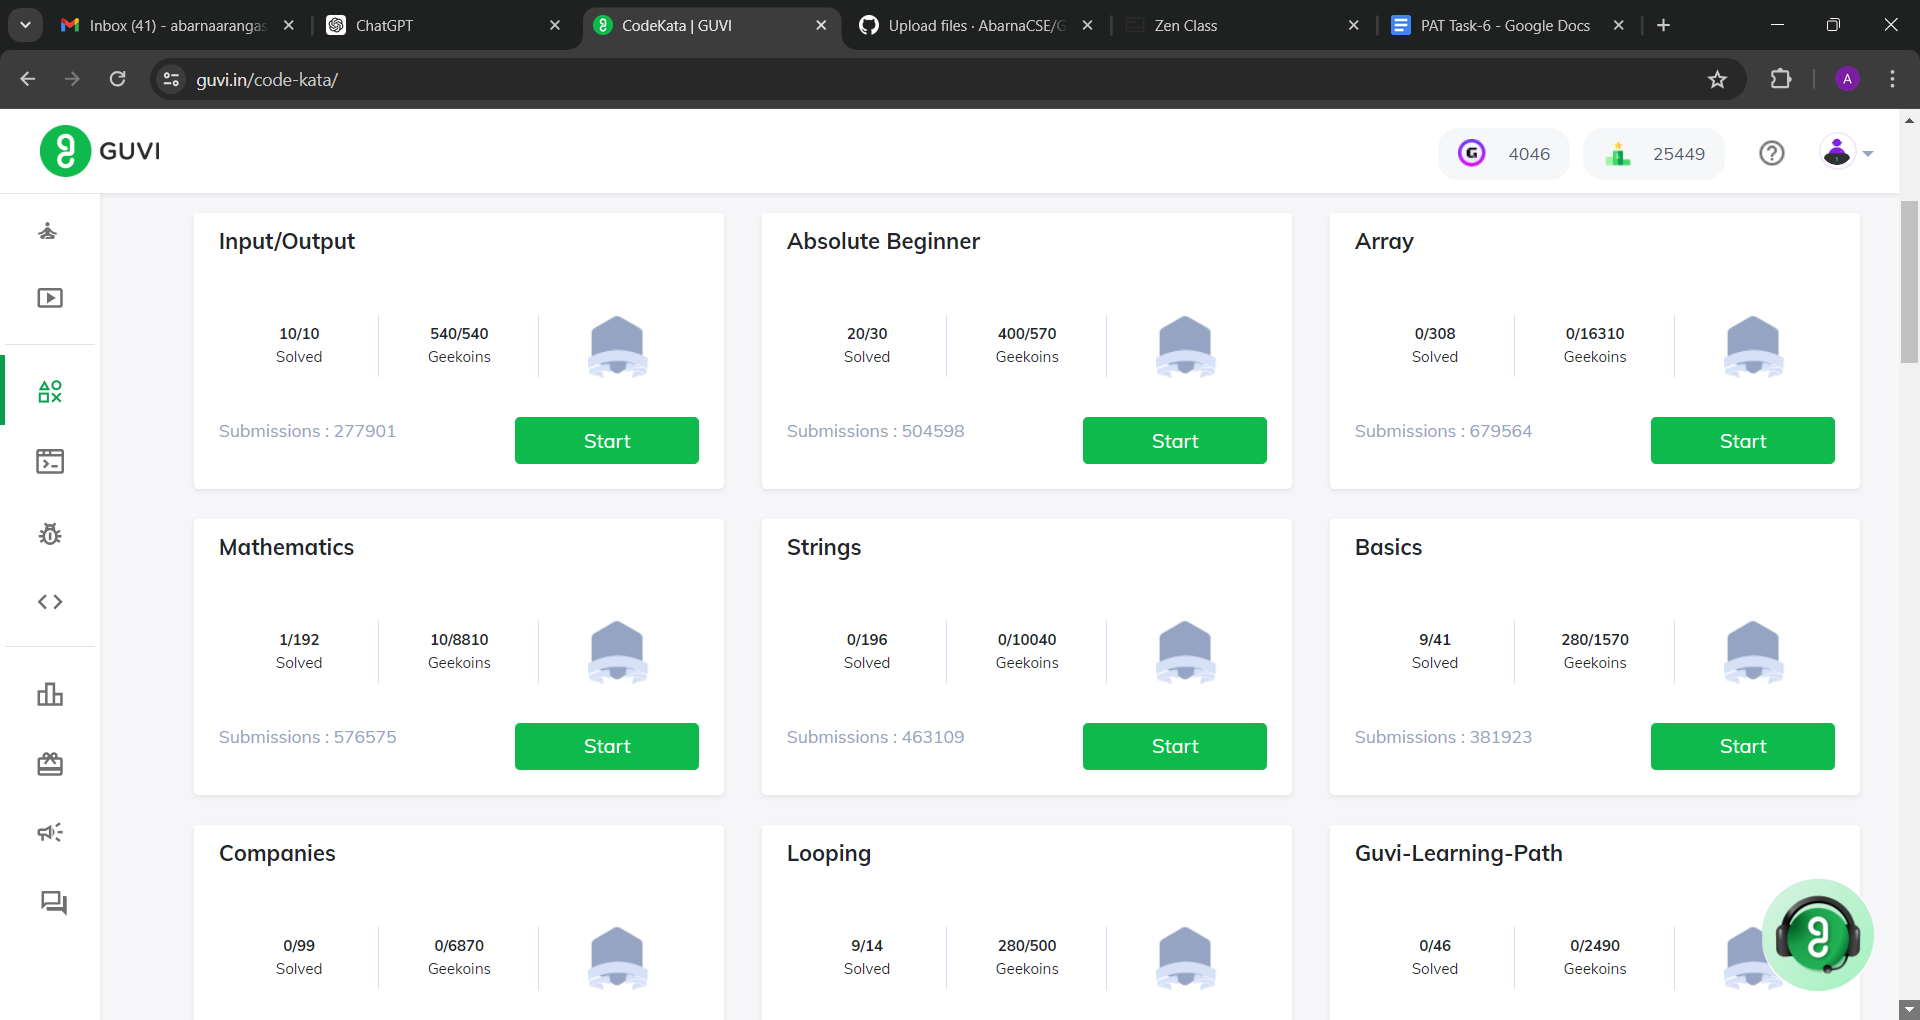 Inbox (41) - abarnaarangas
ChatGPT
CodeKata | GUVI
Upload files · AbarnaCSE/G
Zen Class
PAT Task-6 - Google Docs
guvi.in/code-kata/
A
GUVI
G
4046
25449
Input/Output
Absolute Beginner
Array
10/10
540/540
20/30
400/570
0/308
0/16310
Solved
Geekoins
Solved
Geekoins
Solved
Geekoins
Submissions : 277901
Start
Submissions : 504598
Start
Submissions : 679564
Start
Mathematics
Strings
Basics
1/192
10/8810
0/196
0/10040
9/41
280/1570
Solved
Geekoins
Solved
Geekoins
Solved
Geekoins
Submissions : 576575
Start
Submissions : 463109
Start
Submissions : 381923
Start
Companies
Looping
Guvi-Learning-Path
0/99
0/6870
9/14
280/500
0/46
0/2490
Solved
Geekoins
Solved
Geekoins
Solved
Geekoins